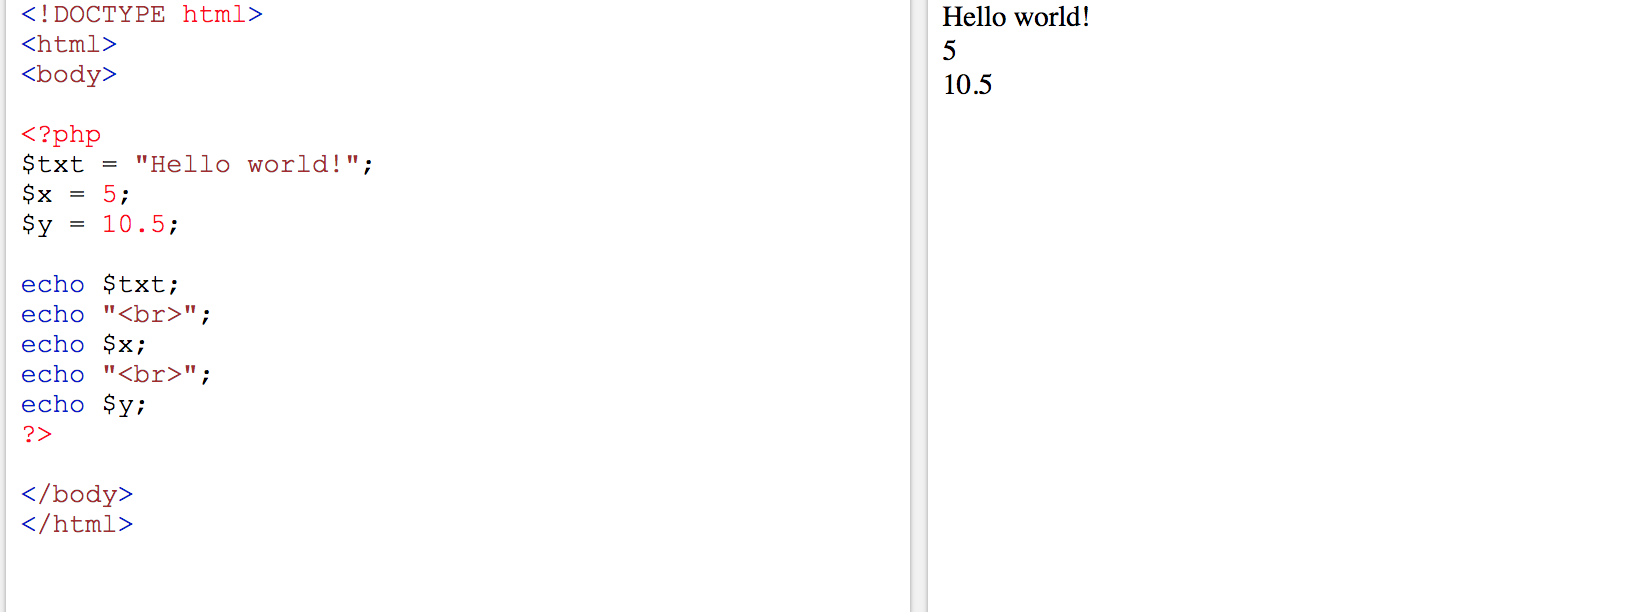 <!DOCTYPE html>
<html>
<body>
<?php
$txt = "Hello world!";
$x = 5;
$y = 10.5;
echo $txt;
echo "<br>";
echo $x;
echo "<br>";
echo $y;
?>
</body>
</html>
Hello world!
5
10.5